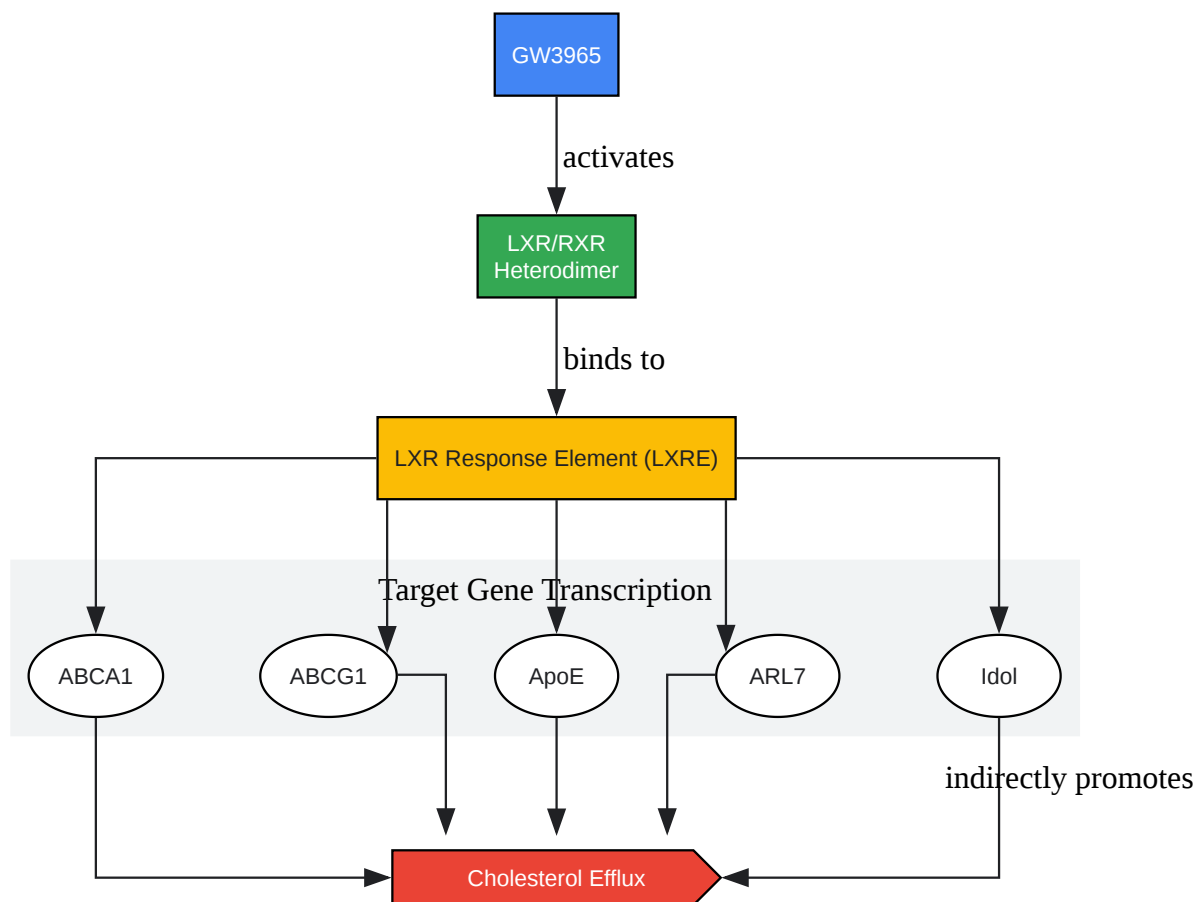 GW3965
activates
LXR/RXR
Heterodimer
binds to
LXR Response Element (LXRE)
Target Gene Transcription
ABCA1
ABCG1
ApoE
ARL7
Idol
indirectly promotes
Cholesterol Efflux